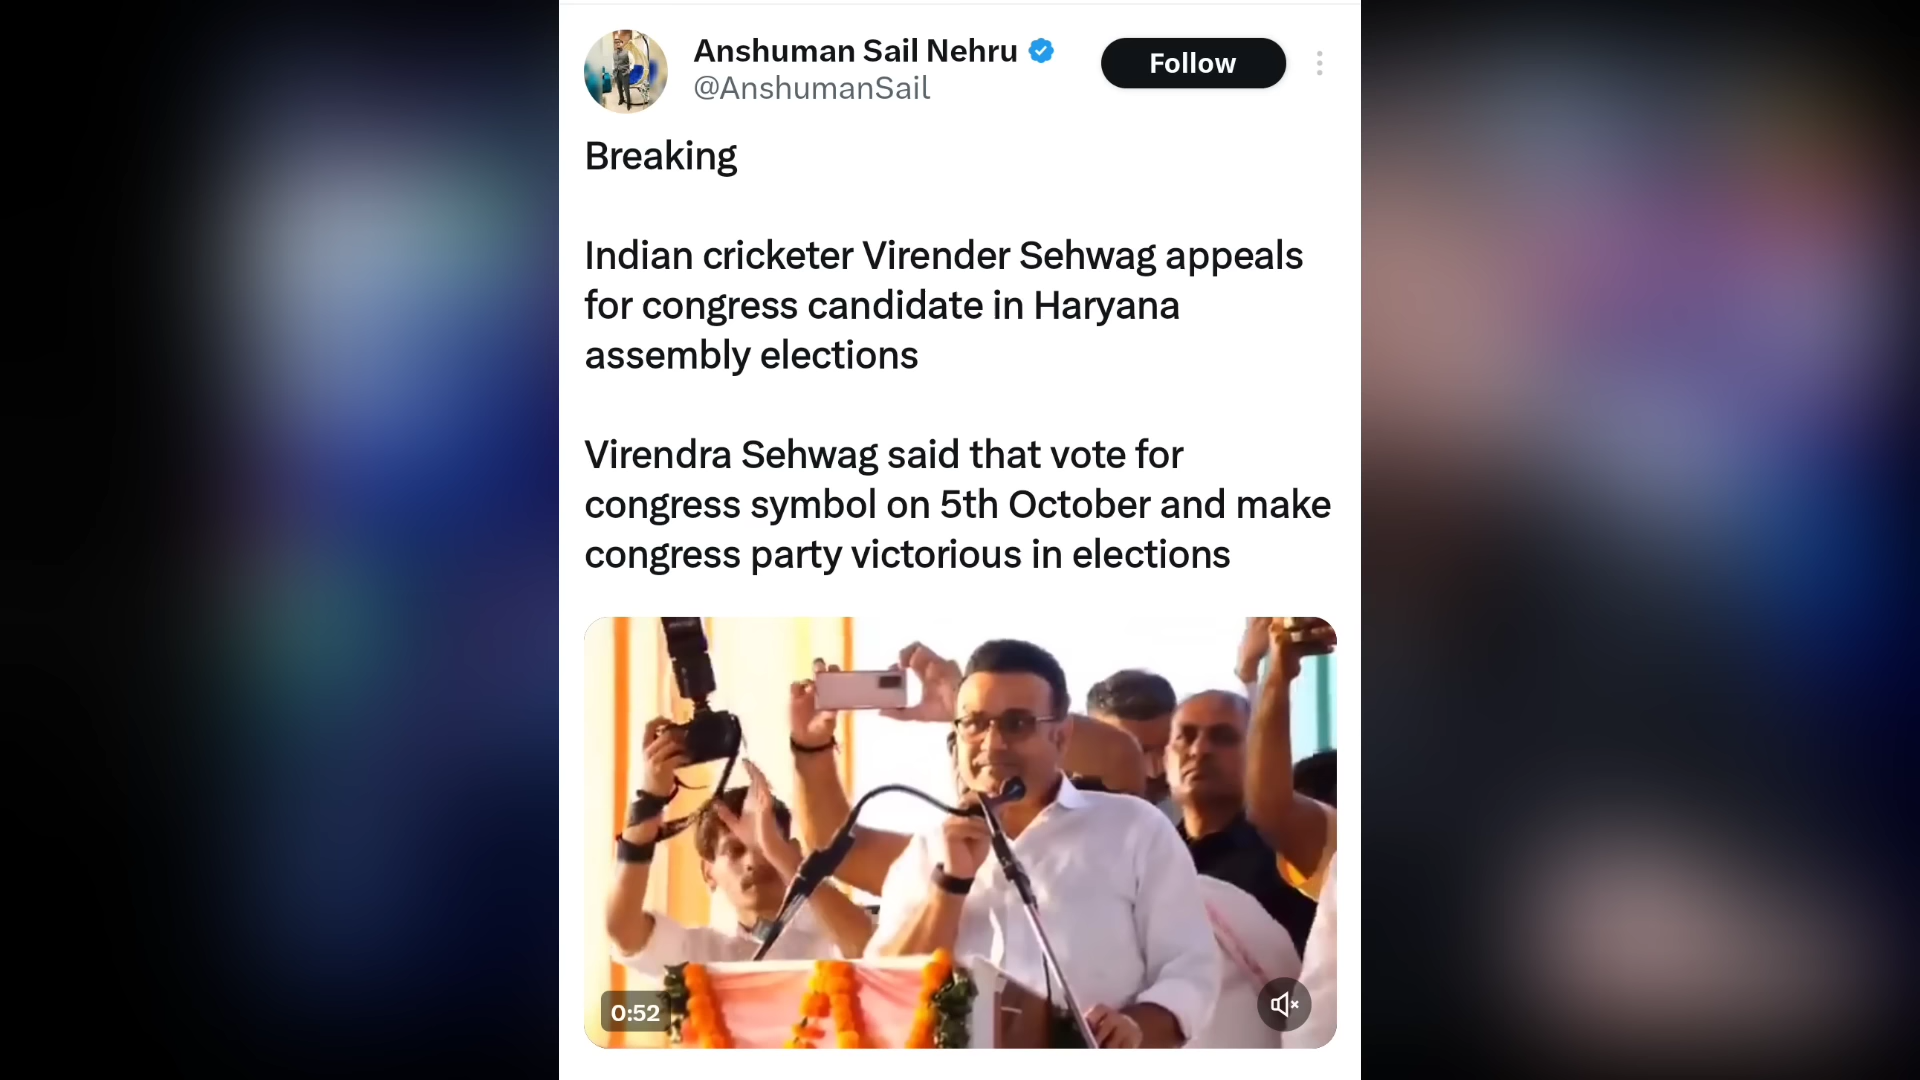 Anshuman Sail Nehru
@AnshumanSail
Follow
Breaking
Indian cricketer Virender Sehwag appeals
for congress candidate in Haryana
assembly elections
Virendra Sehwag said that vote for
congress symbol on 5th October and make
congress party victorious in elections
0:52